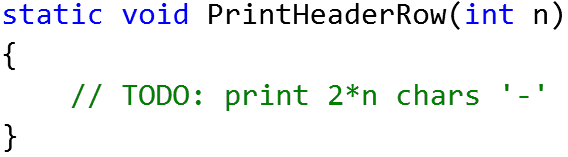 static void PrintHeaderRow(int n)
{
    // TODO: print 2*n chars '-'
}